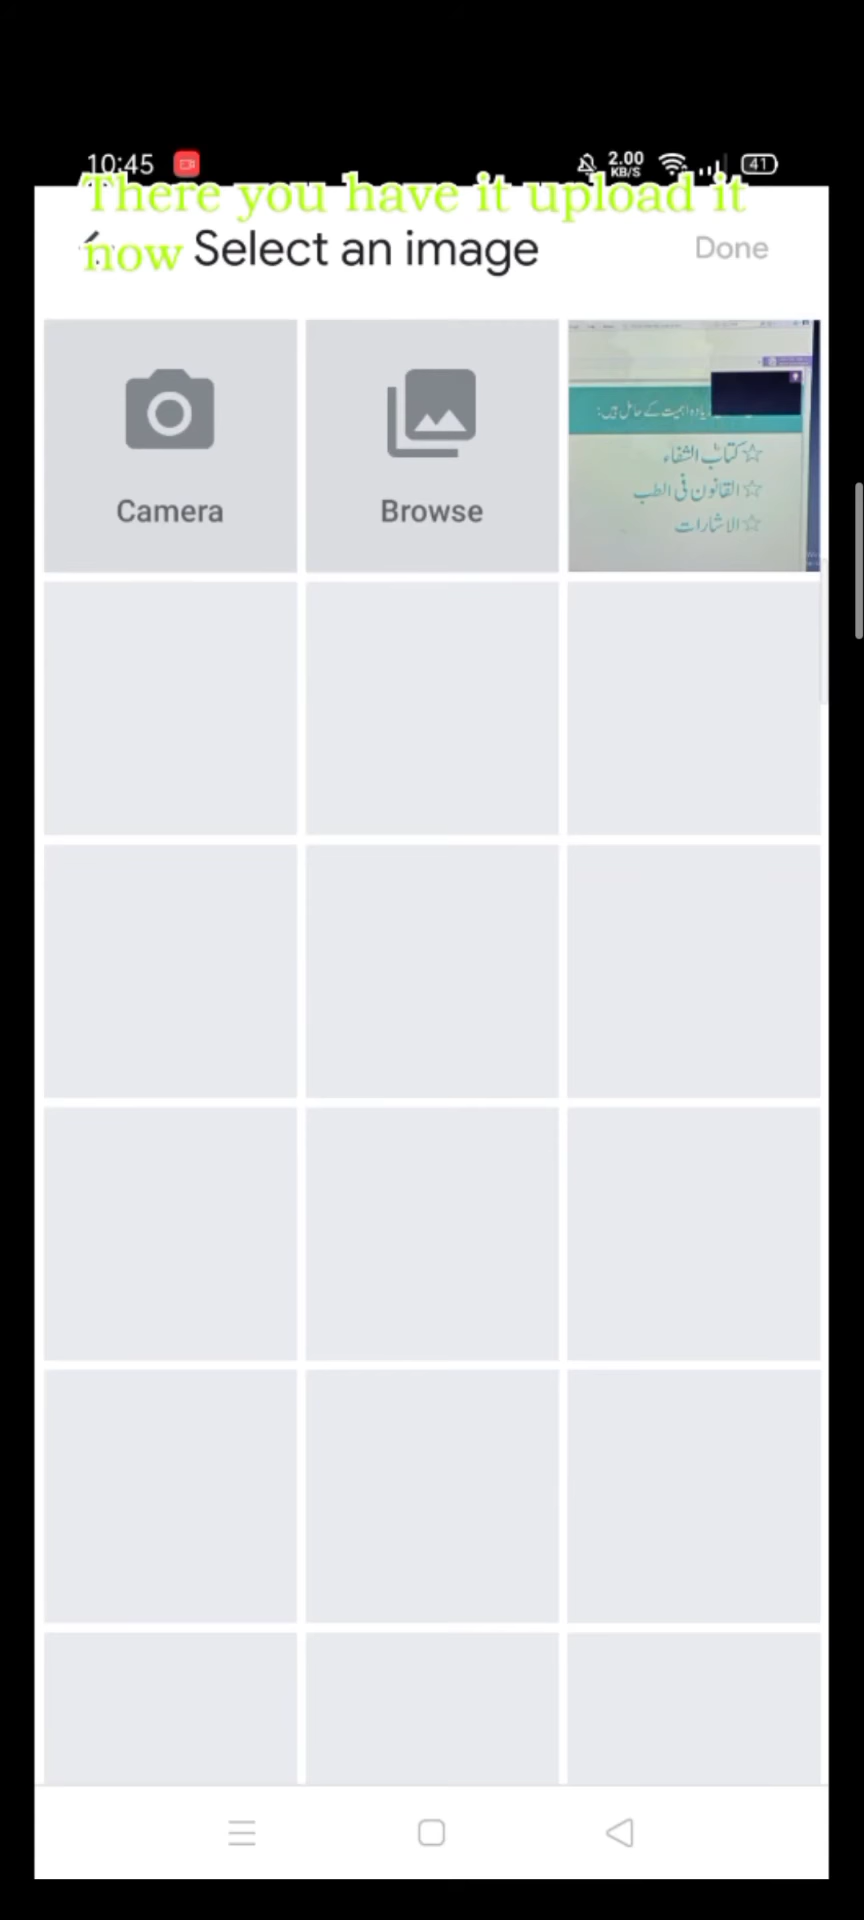 10:45
2.00
KB/S
41
There you have it upload it
now
Select an image
Done
Camera
Browse
اہمیت کے حامل ہیں:
☆ کتاب الشفاء
☆ القانون فی الطب
☆ الاشارات